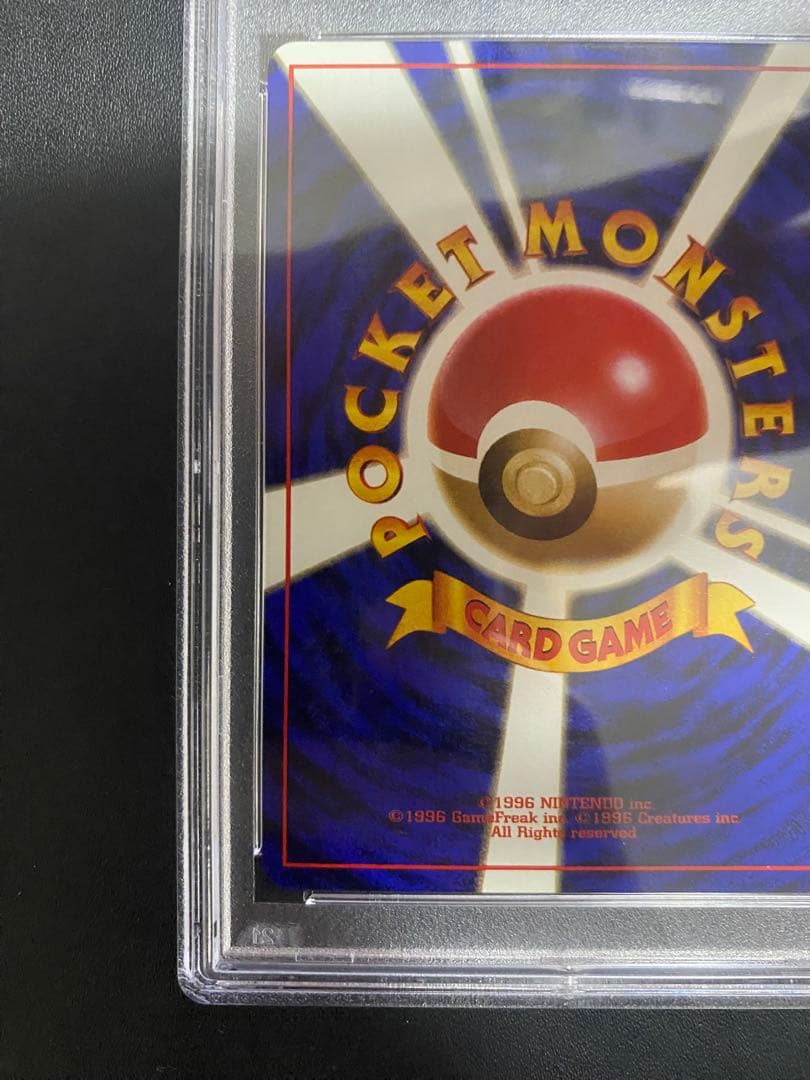 POCKET MONSTERS
CARD GAME
©1996 NINTENDO inc.
©1996 GameFreak inc. ©1996 Creatures inc.
All Rights reserved